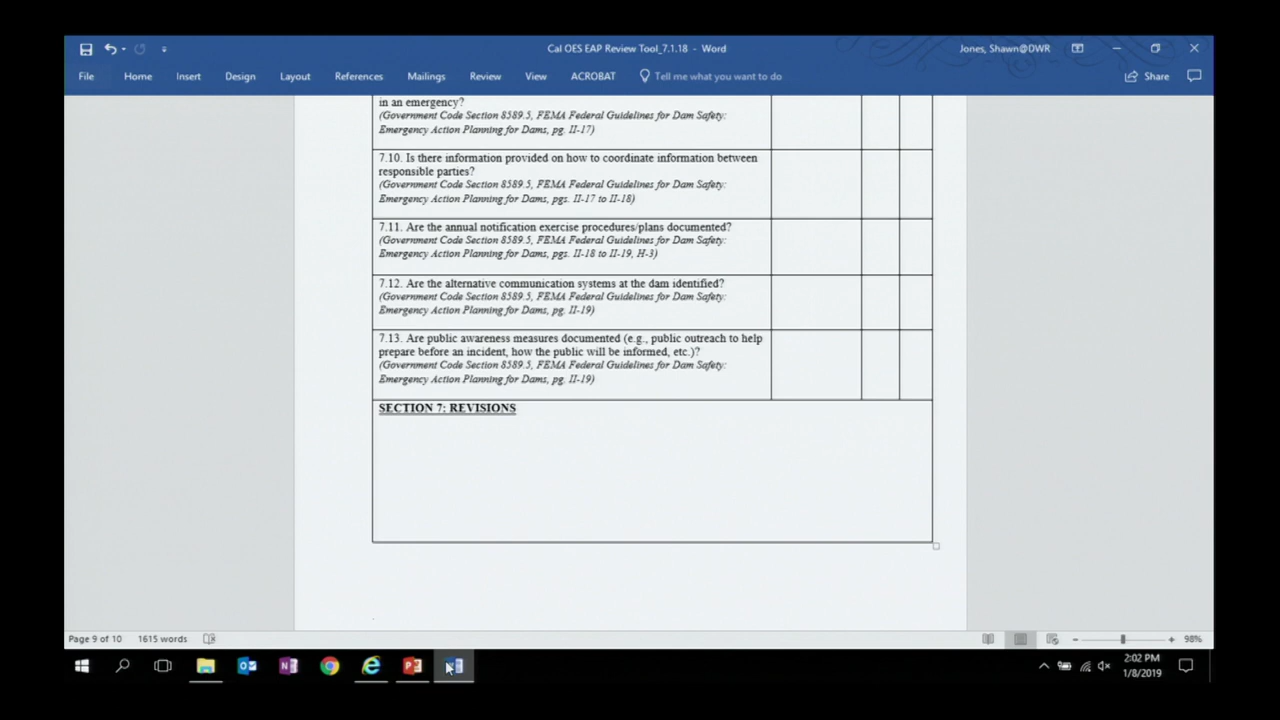 Cal OES EAP Review Tool_7.1.18 - Word
Jones, Shawn@DWR
File Home Insert Design Layout References Mailings Review View ACROBAT Tell me what you want to do Share
in an emergency?
(Government Code Section 8589.5, FEMA Federal Guidelines for Dam Safety:
Emergency Action Planning for Dams, pg. II-17)
7.10. Is there information provided on how to coordinate information between
responsible parties?
(Government Code Section 8589.5, FEMA Federal Guidelines for Dam Safety:
Emergency Action Planning for Dams, pgs. II-17 to II-18)
7.11. Are the annual notification exercise procedures/plans documented?
(Government Code Section 8589.5, FEMA Federal Guidelines for Dam Safety:
Emergency Action Planning for Dams, pgs. II-18 to II-19, H-3)
7.12. Are the alternative communication systems at the dam identified?
(Government Code Section 8589.5, FEMA Federal Guidelines for Dam Safety:
Emergency Action Planning for Dams, pg. II-19)
7.13. Are public awareness measures documented (e.g., public outreach to help
prepare before an incident, how the public will be informed, etc.)?
(Government Code Section 8589.5, FEMA Federal Guidelines for Dam Safety:
Emergency Action Planning for Dams, pg. II-19)
SECTION 7: REVISIONS
Page 9 of 10 1615 words 98%
2:02 PM
1/8/2019